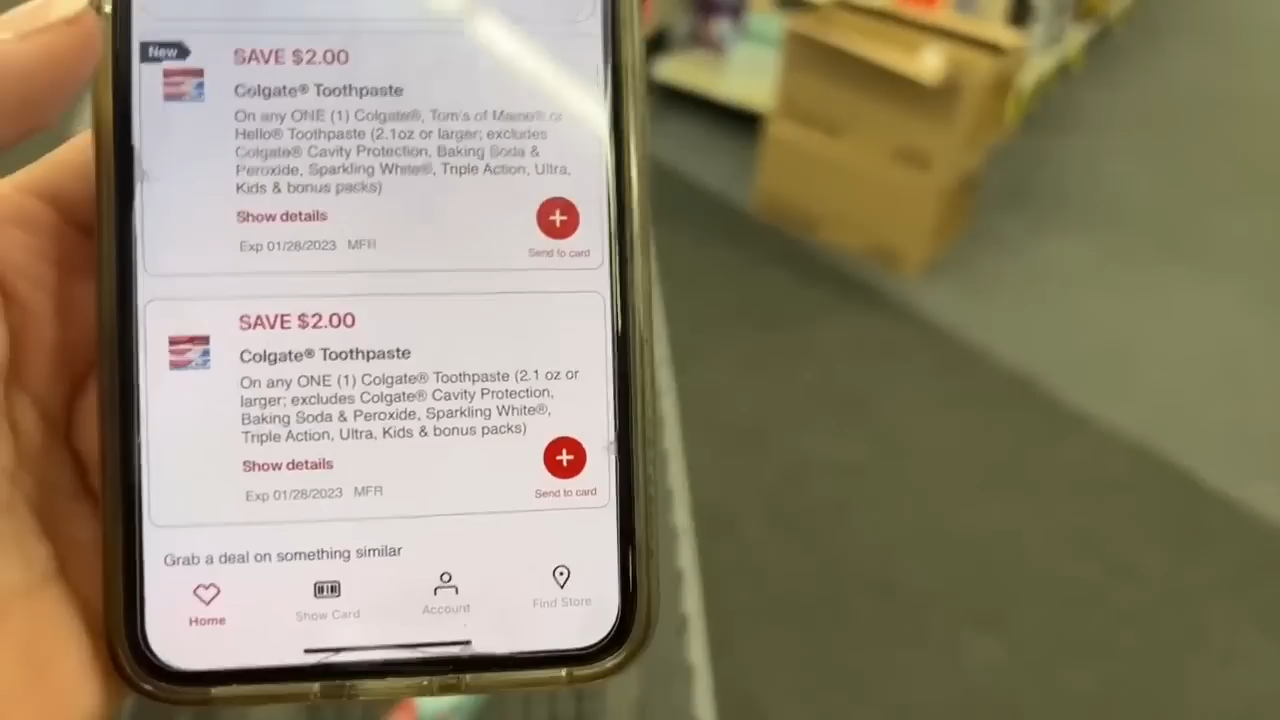 New
SAVE $2.00
Colgate® Toothpaste
On any ONE (1) Colgate®, Tom's of Maine® or
Hello® Toothpaste (2.1oz or larger; excludes
Colgate® Cavity Protection, Baking Soda &
Peroxide, Sparkling White®, Triple Action, Ultra,
Kids & bonus packs)
Show details
Exp 01/28/2023 MFR
Send to card
SAVE $2.00
Colgate® Toothpaste
On any ONE (1) Colgate® Toothpaste (2.1 oz or
larger; excludes Colgate® Cavity Protection,
Baking Soda & Peroxide, Sparkling White®,
Triple Action, Ultra, Kids & bonus packs)
Show details
Exp 01/28/2023 MFR
Send to card
Grab a deal on something similar
Home
Show Card
Account
Find Store